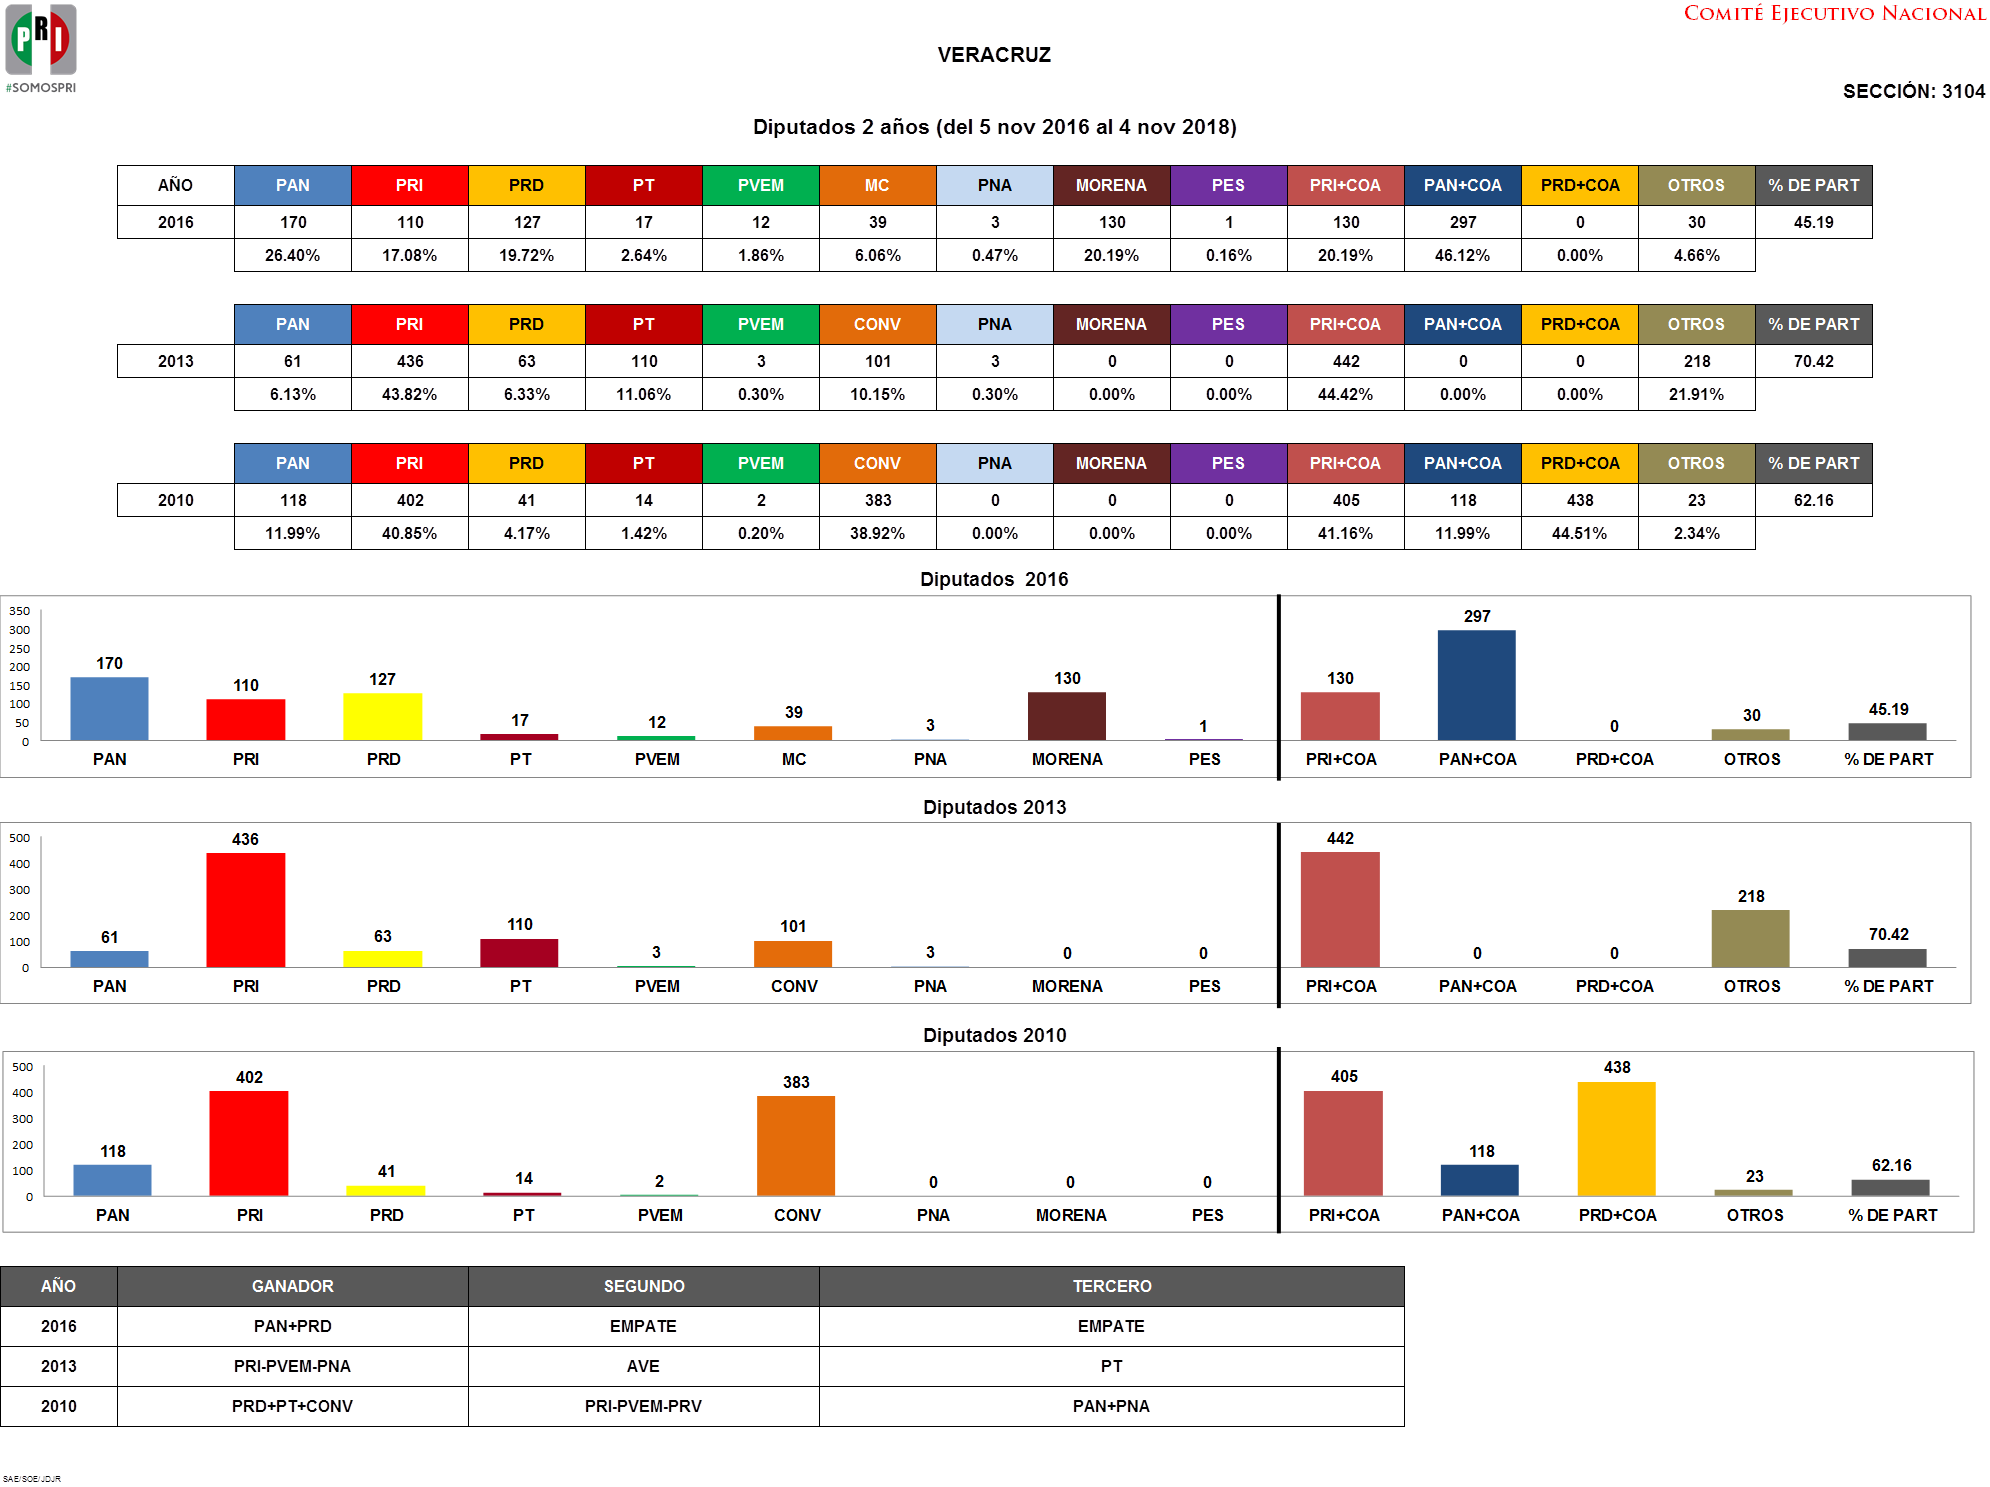 PRI
#SOMOSPRI
COMITÉ EJECUTIVO NACIONAL
VERACRUZ
SECCIÓN: 3104
Diputados 2 años (del 5 nov 2016 al 4 nov 2018)
AÑO PAN PRI PRD PT PVEM MC PNA MORENA PES PRI+COA PAN+COA PRD+COA OTROS % DE PART
2016 170 110 127 17 12 39 3 130 1 130 297 0 30 45.19
26.40% 17.08% 19.72% 2.64% 1.86% 6.06% 0.47% 20.19% 0.16% 20.19% 46.12% 0.00% 4.66%
PAN PRI PRD PT PVEM CONV PNA MORENA PES PRI+COA PAN+COA PRD+COA OTROS % DE PART
2013 61 436 63 110 3 101 3 0 0 442 0 0 218 70.42
6.13% 43.82% 6.33% 11.06% 0.30% 10.15% 0.30% 0.00% 0.00% 44.42% 0.00% 0.00% 21.91%
PAN PRI PRD PT PVEM CONV PNA MORENA PES PRI+COA PAN+COA PRD+COA OTROS % DE PART
2010 118 402 41 14 2 383 0 0 0 405 118 438 23 62.16
11.99% 40.85% 4.17% 1.42% 0.20% 38.92% 0.00% 0.00% 0.00% 41.16% 11.99% 44.51% 2.34%
Diputados 2016
350
300
250
200
150
100
50
0
170 110 127 17 12 39 3 130 1 130 297 0 30 45.19
PAN PRI PRD PT PVEM MC PNA MORENA PES PRI+COA PAN+COA PRD+COA OTROS % DE PART
Diputados 2013
500
400
300
200
100
0
61 436 63 110 3 101 3 0 0 442 0 0 218 70.42
PAN PRI PRD PT PVEM CONV PNA MORENA PES PRI+COA PAN+COA PRD+COA OTROS % DE PART
Diputados 2010
500
400
300
200
100
0
118 402 41 14 2 383 0 0 0 405 118 438 23 62.16
PAN PRI PRD PT PVEM CONV PNA MORENA PES PRI+COA PAN+COA PRD+COA OTROS % DE PART
AÑO GANADOR SEGUNDO TERCERO
2016 PAN+PRD EMPATE EMPATE
2013 PRI-PVEM-PNA AVE PT
2010 PRD+PT+CONV PRI-PVEM-PRV PAN+PNA
SAE/SOE/JDJR